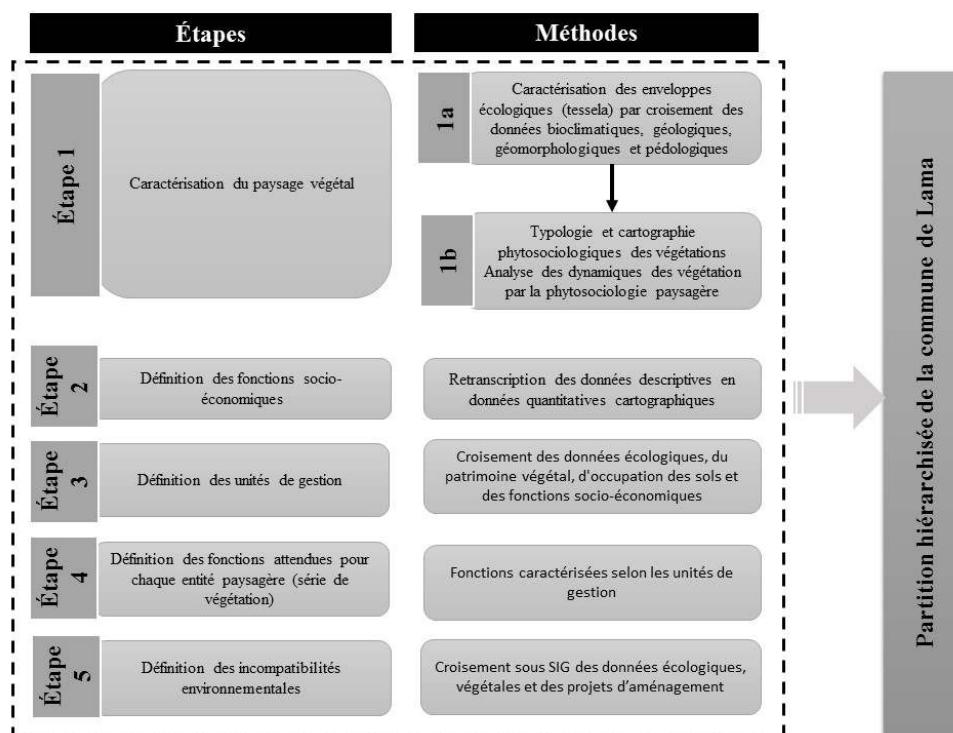 Étapes
Méthodes
Étape 1
Caractérisation du paysage végétal
1a
Caractérisation des enveloppes
écologiques (tessela) par croisement des
données bioclimatiques, géologiques,
géomorphologiques et pédologiques
1b
Typologie et cartographie
phytosociologiques des végétations
Analyse des dynamiques des végétation
par la phytosociologie paysagère
Étape
2
Définition des fonctions socio-
économiques
Retranscription des données descriptives en
données quantitatives cartographiques
Étape
3
Définition des unités de gestion
Croisement des données écologiques, du
patrimoine végétal, d'occupation des sols et
des fonctions socio-économiques
Étape
4
Définition des fonctions attendues pour
chaque entité paysagère (série de
végétation)
Fonctions caractérisées selon les unités de
gestion
Étape
5
Définition des incompatibilités
environnementales
Croisement sous SIG des données écologiques,
végétales et des projets d’aménagement
Partition hiérarchisée de la commune de Lama